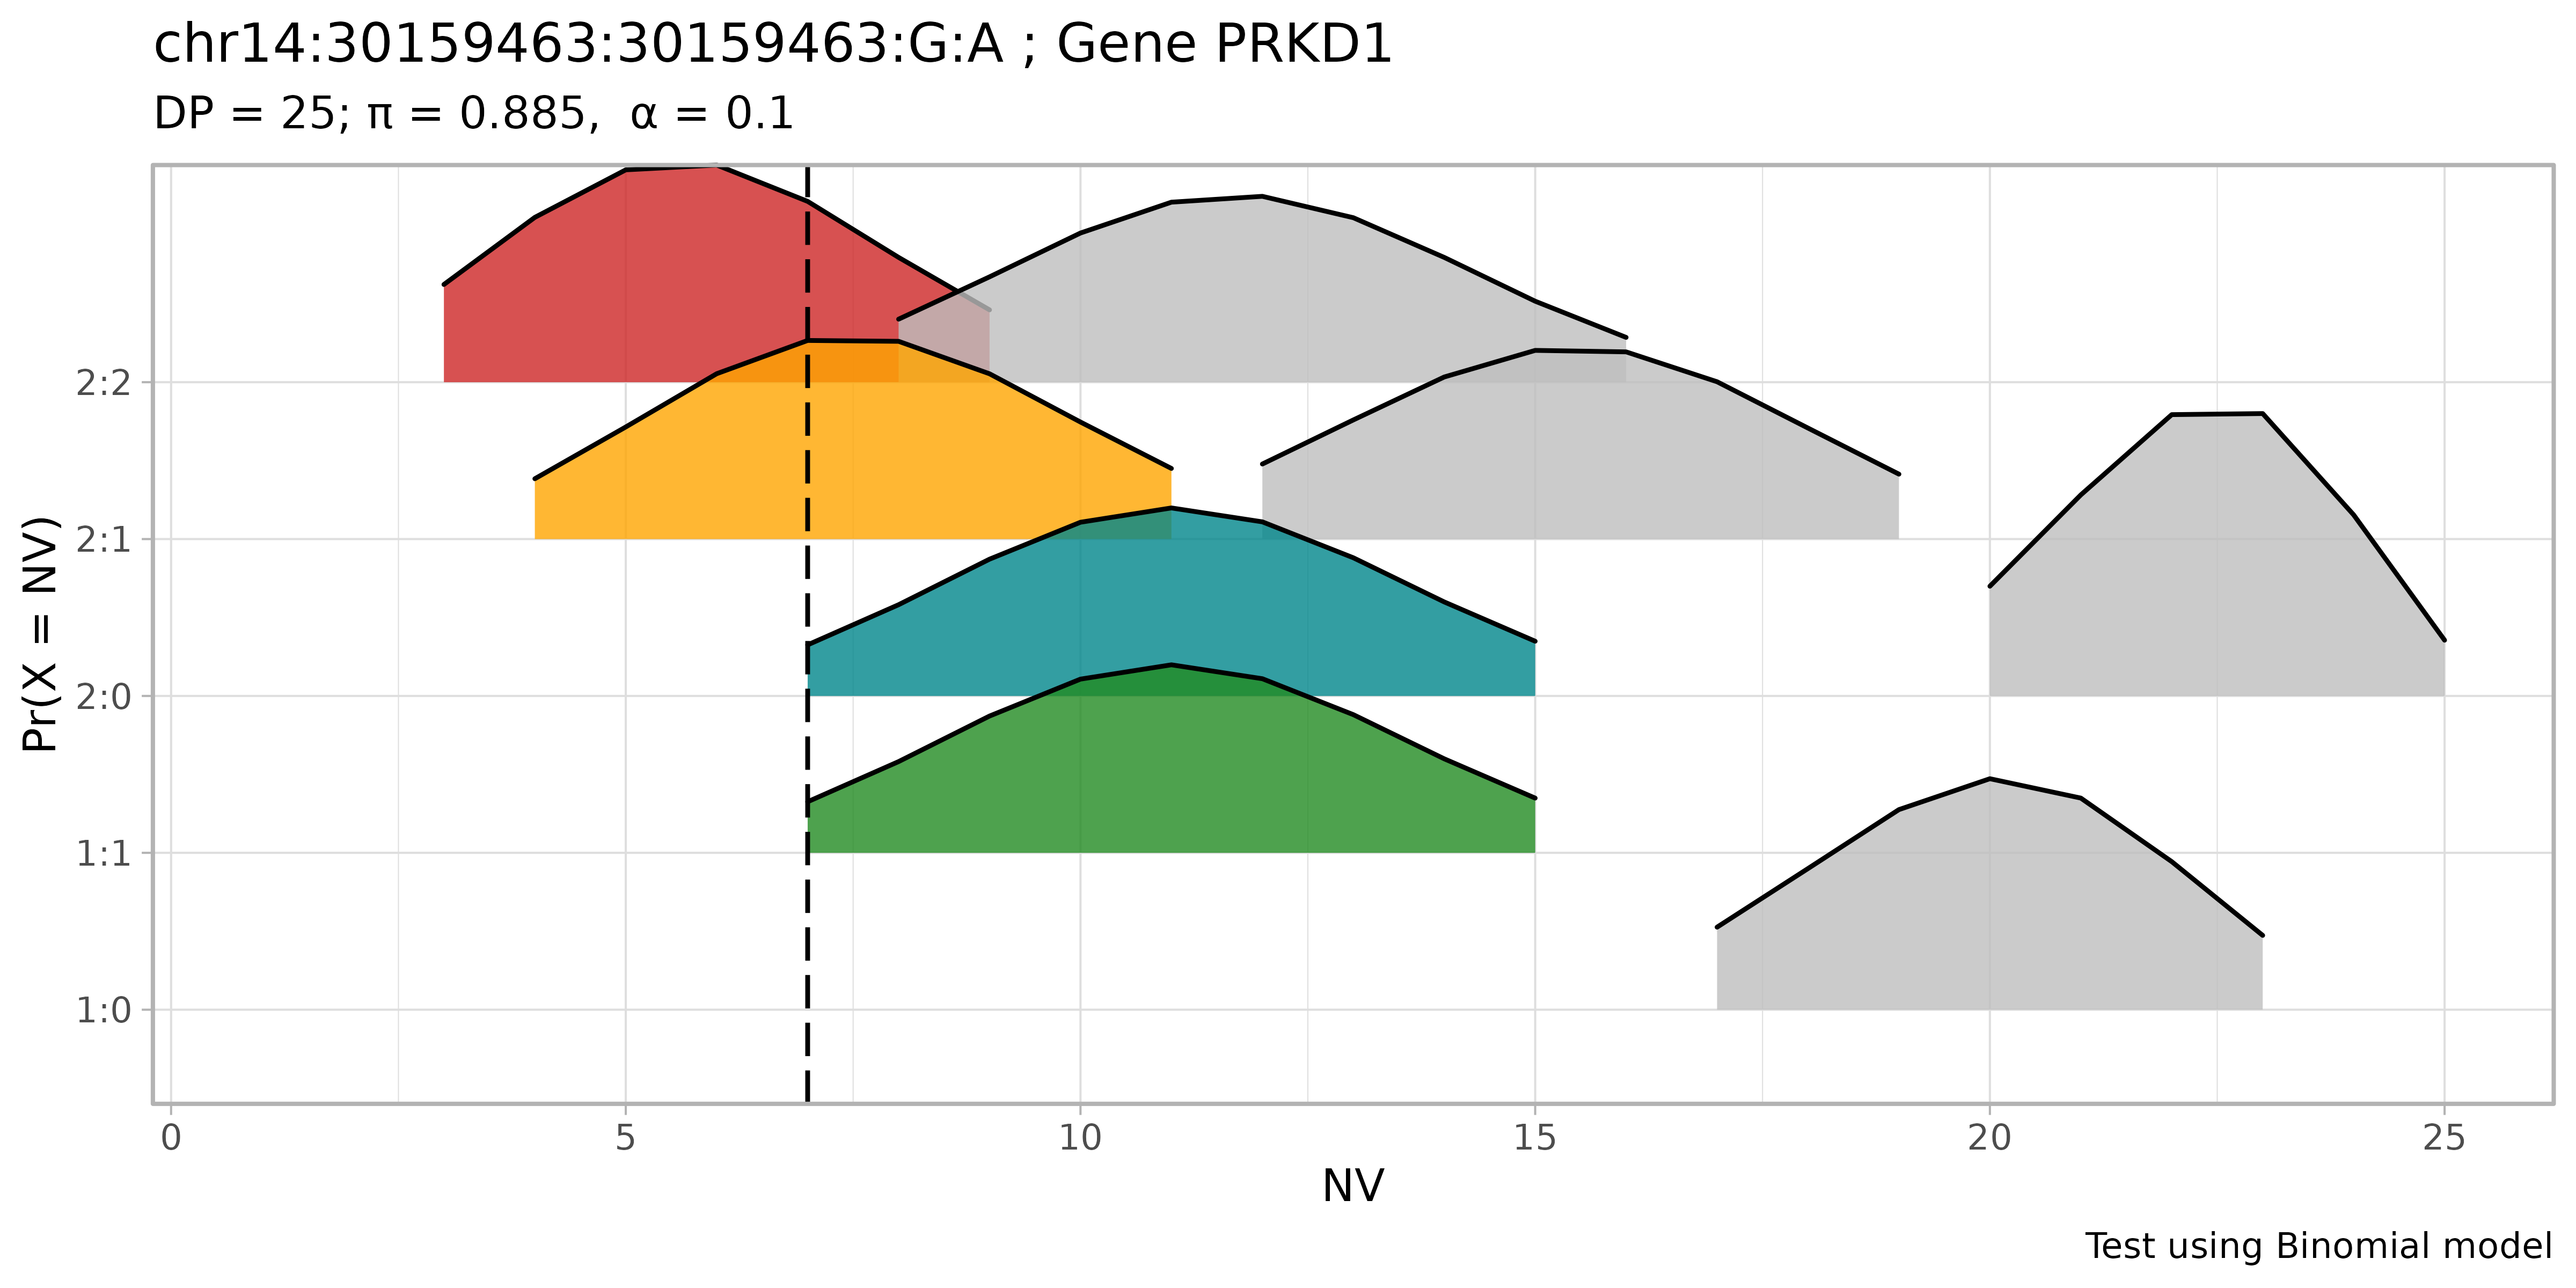 chr14:30159463:30159463:G:A ; Gene PRKD1
DP = 25; π = 0.885,  α = 0.1
Pr(X = NV)
2:2
2:1
2:0
1:1
1:0
0 5 10 15 20 25
NV
Test using Binomial model